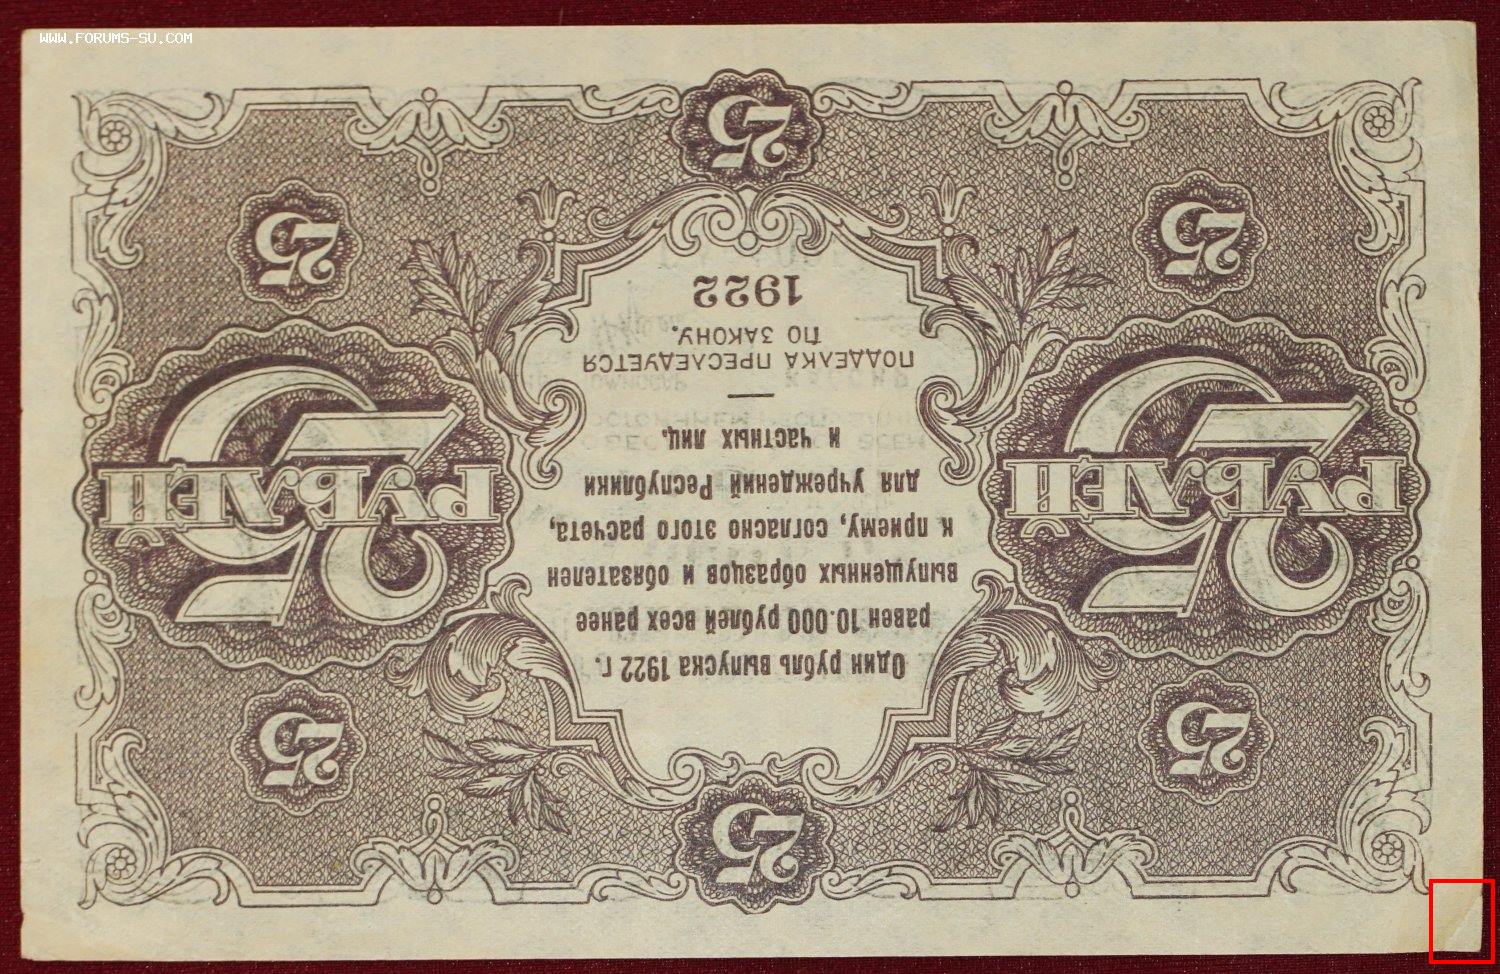 www.forums-su.com
25
25
25
25 РУБЛЕЙ
25 РУБЛЕЙ
Один рубль выпуска 1922 г.
равен 10.000 рублей всех ранее
выпущенных образцов и обязателен
к приему, согласно этого расчета,
для учреждений Республики
и частных лиц.
ПОДДЕЛКА ПРЕСЛЕДУЕТСЯ
ПО ЗАКОНУ.
1922
25
25
25